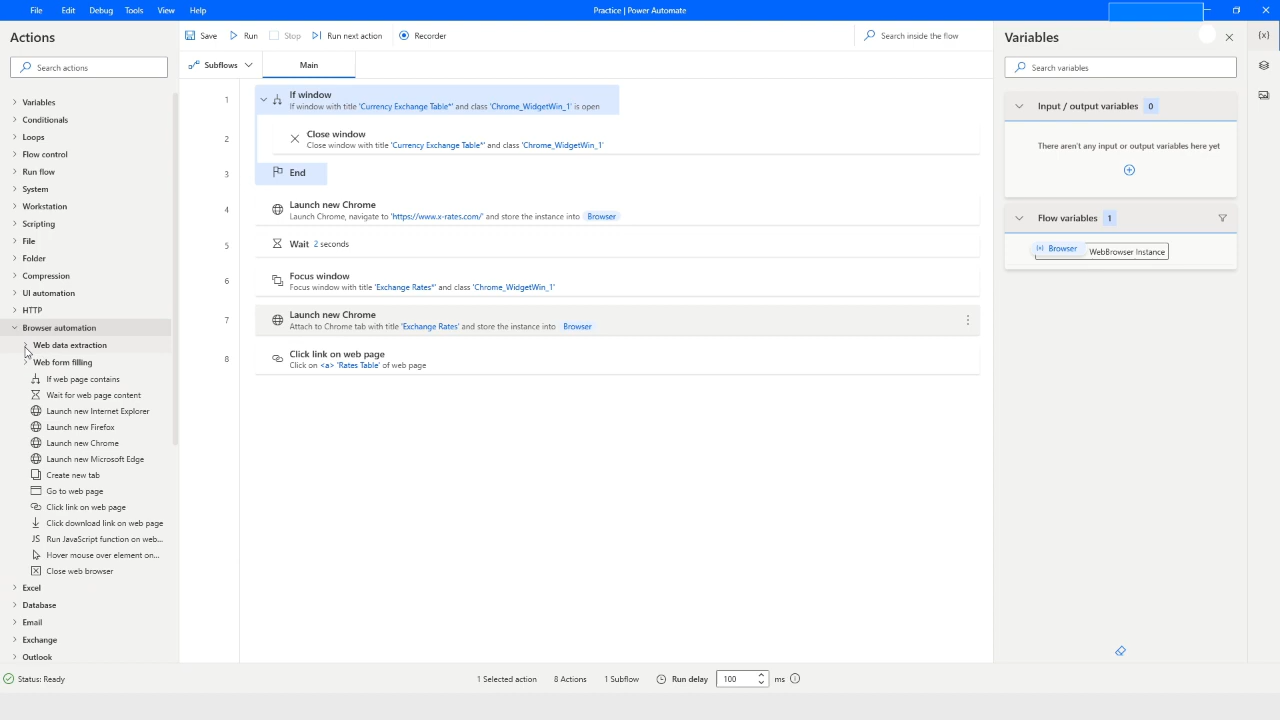 File Edit Debug Tools View Help
Practice | Power Automate
Actions
Search actions
Variables
Conditionals
Loops
Flow control
Run flow
System
Workstation
Scripting
File
Folder
Compression
UI automation
HTTP
Browser automation
Web data extraction
Web form filling
If web page contains
Wait for web page content
Launch new Internet Explorer
Launch new Firefox
Launch new Chrome
Launch new Microsoft Edge
Create new tab
Go to web page
Click link on web page
Click download link on web page
JS Run JavaScript function on web...
Hover mouse over element on...
Close web browser
Excel
Database
Email
Exchange
Outlook
Save Run Stop Run next action Recorder
Search inside the flow
Subflows Main
1 If window
If window with title 'Currency Exchange Table*' and class 'Chrome_WidgetWin_1' is open
2 Close window
Close window with title 'Currency Exchange Table*' and class 'Chrome_WidgetWin_1'
3 End
4 Launch new Chrome
Launch Chrome, navigate to 'https://www.x-rates.com/' and store the instance into Browser
5 Wait 2 seconds
6 Focus window
Focus window with title 'Exchange Rates*' and class 'Chrome_WidgetWin_1'
7 Launch new Chrome
Attach to Chrome tab with title 'Exchange Rates' and store the instance into Browser
8 Click link on web page
Click on <a> 'Rates Table' of web page
Variables
Search variables
Input / output variables 0
There aren't any input or output variables here yet
Flow variables 1
(x) Browser WebBrowser Instance
{x}
Status: Ready
1 Selected action 8 Actions 1 Subflow Run delay 100 ms